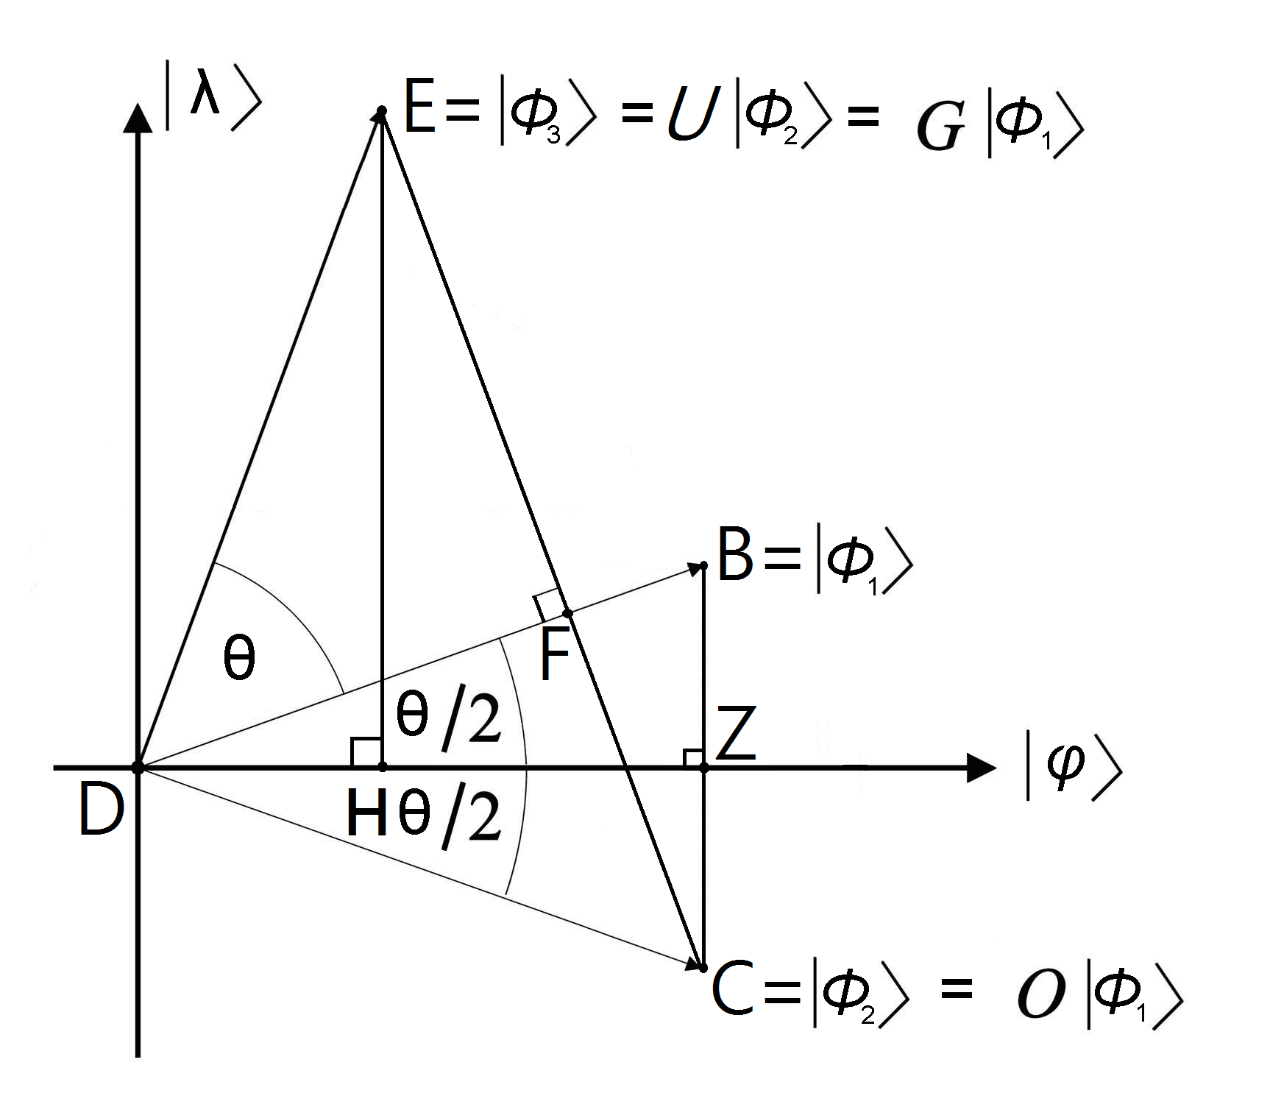 |λ⟩
E=|Φ₃⟩ =U|Φ₂⟩= G|Φ₁⟩
B=|Φ₁⟩
θ
F
θ/2
Z
|φ⟩
D
H
θ/2
C=|Φ₂⟩ = O|Φ₁⟩